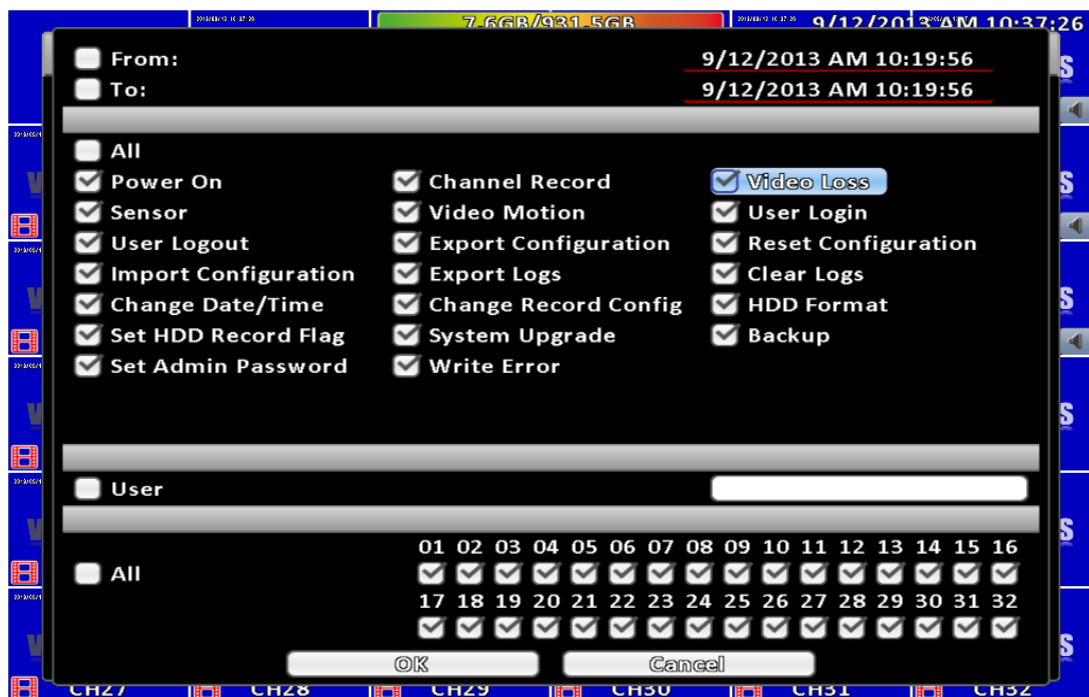 7.6GB/931.5GB 9/12/2013 AM 10:37:26
From: 9/12/2013 AM 10:19:56
To: 9/12/2013 AM 10:19:56
All
Power On Channel Record Video Loss
Sensor Video Motion User Login
User Logout Export Configuration Reset Configuration
Import Configuration Export Logs Clear Logs
Change Date/Time Change Record Config HDD Format
Set HDD Record Flag System Upgrade Backup
Set Admin Password Write Error
User
01 02 03 04 05 06 07 08 09 10 11 12 13 14 15 16
All
17 18 19 20 21 22 23 24 25 26 27 28 29 30 31 32
OK Cancel
CH27 CH28 CH29 CH30 CH31 CH32